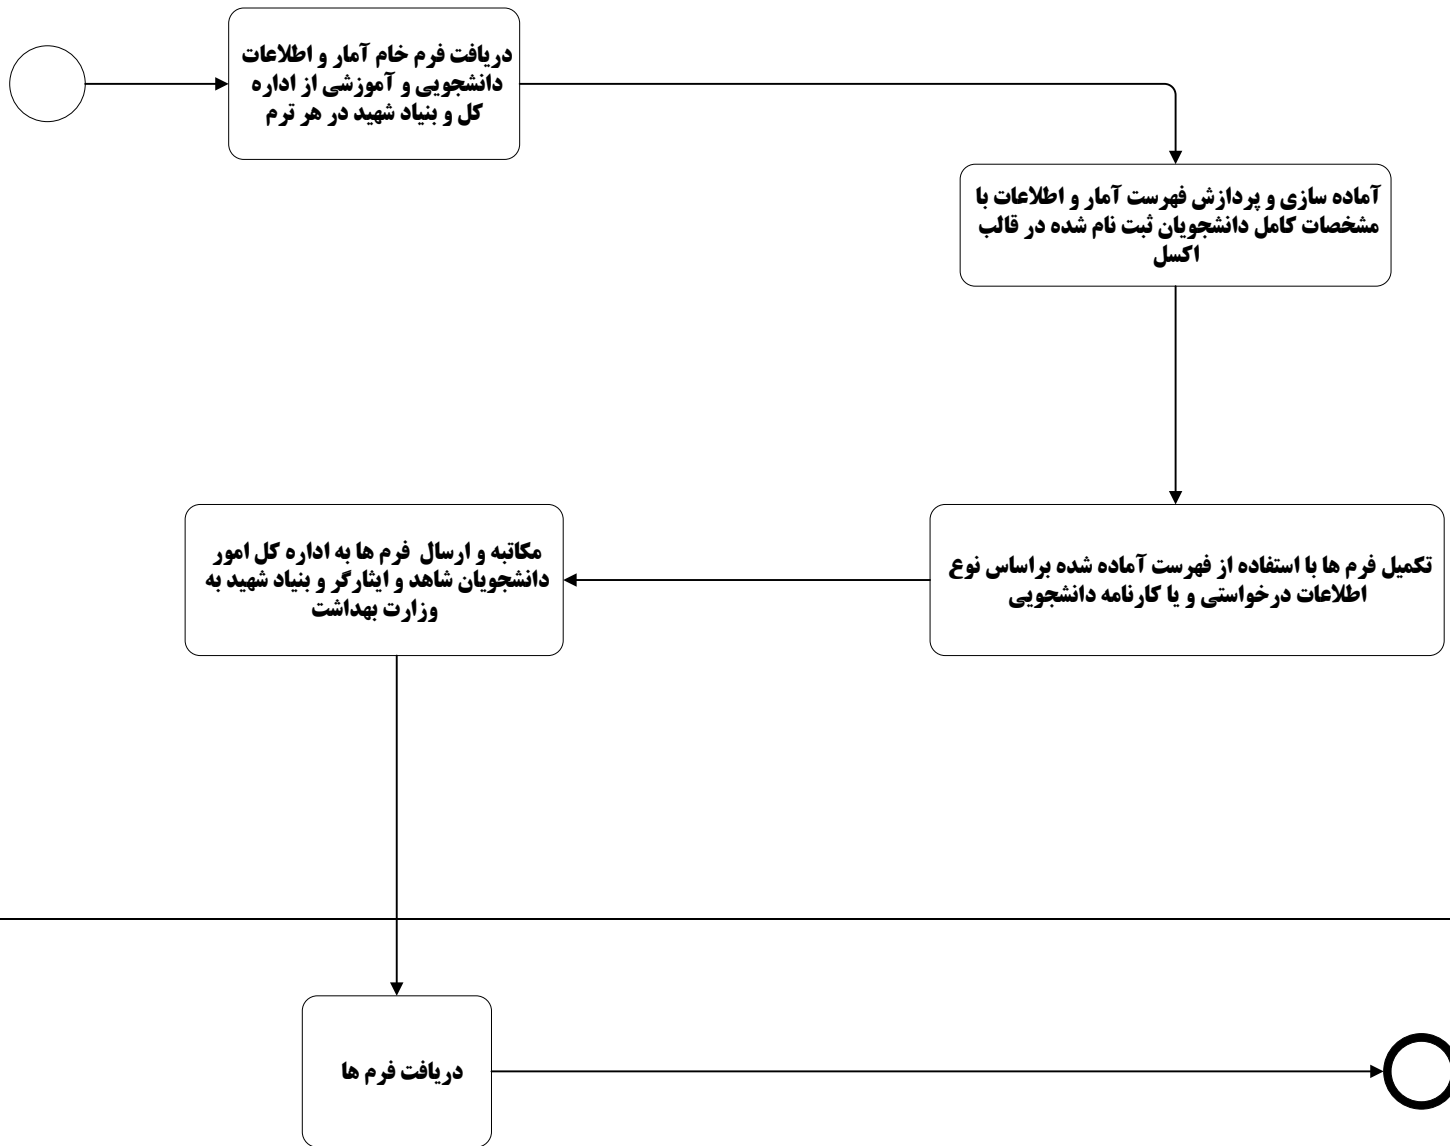 دریافت فرم خام آمار و اطلاعات
دانشجویی و آموزشی از اداره
کل و بنیاد شهید در هر ترم
آماده سازی و پردازش فهرست آمار و اطلاعات با
مشخصات کامل دانشجویان ثبت نام شده در قالب
اکسل
تکمیل فرم ها با استفاده از فهرست آماده شده براساس نوع
اطلاعات درخواستی و یا کارنامه دانشجویی
مکاتبه و ارسال فرم ها به اداره کل امور
دانشجویان شاهد و ایثارگر و بنیاد شهید به
وزارت بهداشت
دریافت فرم ها